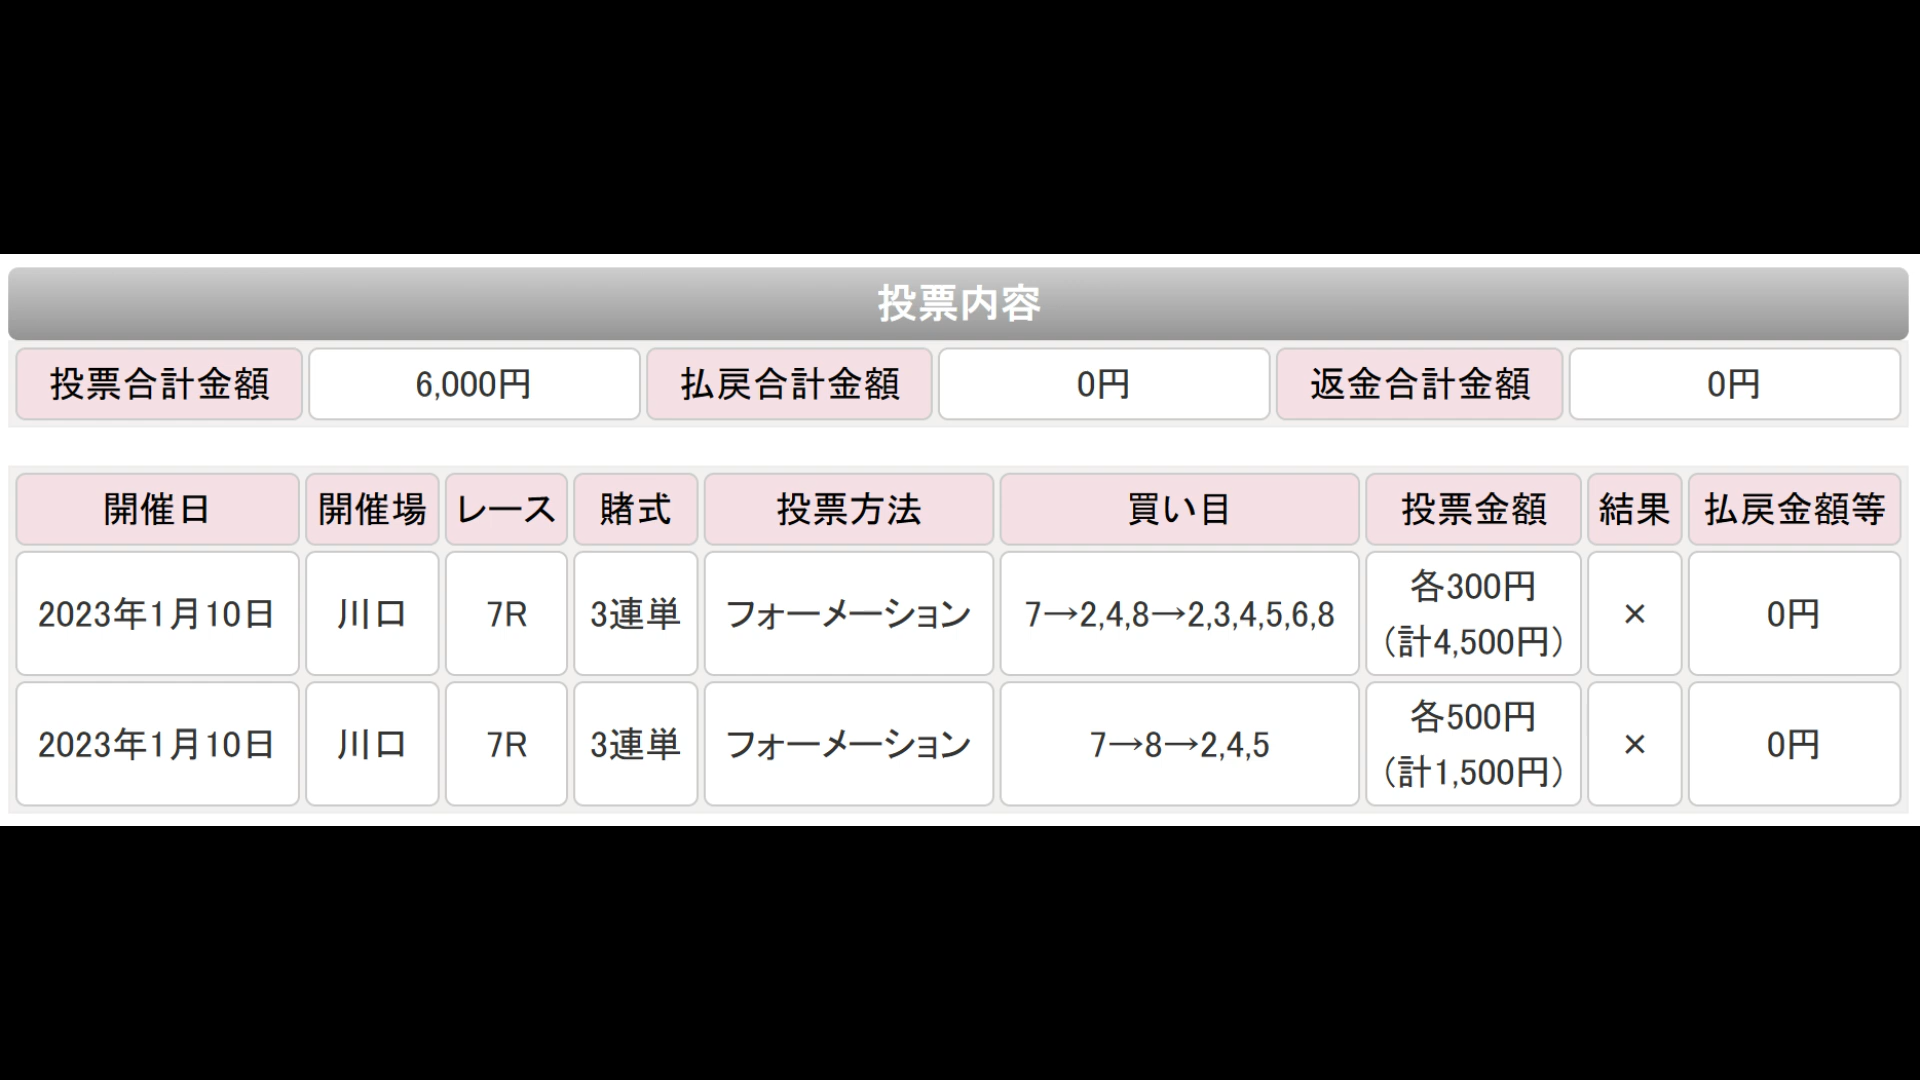 投票内容
投票合計金額 6,000円 払戻合計金額 0円 返金合計金額 0円
開催日 開催場 レース 賭式 投票方法 買い目 投票金額 結果 払戻金額等
2023年1月10日 川口 7R 3連単 フォーメーション 7→2,4,8→2,3,4,5,6,8 各300円 × 0円
(計4,500円)
2023年1月10日 川口 7R 3連単 フォーメーション 7→8→2,4,5 各500円 × 0円
(計1,500円)